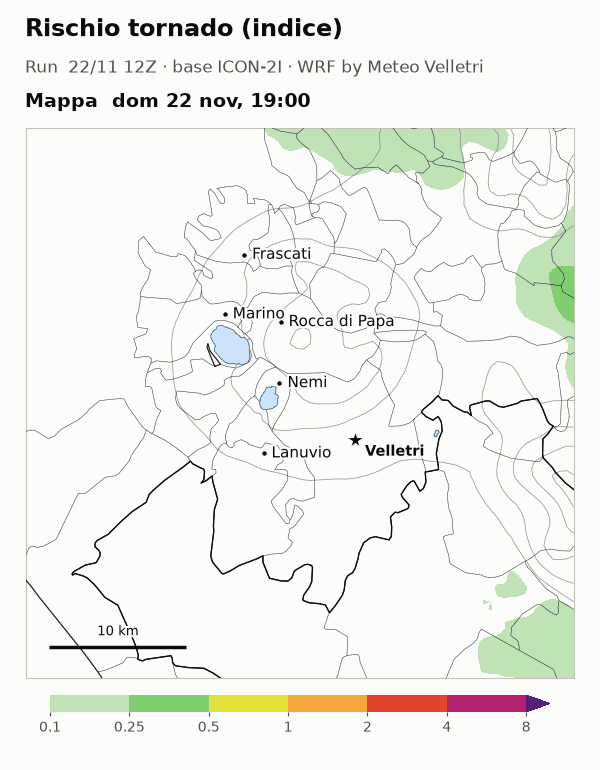 Rischio tornado (indice)
Run  22/11 12Z · base ICON-2I · WRF by Meteo Velletri
Mappa  dom 22 nov, 19:00
Frascati
Marino
Rocca di Papa
Nemi
Velletri
Lanuvio
10 km
0.1 0.25 0.5 1 2 4 8